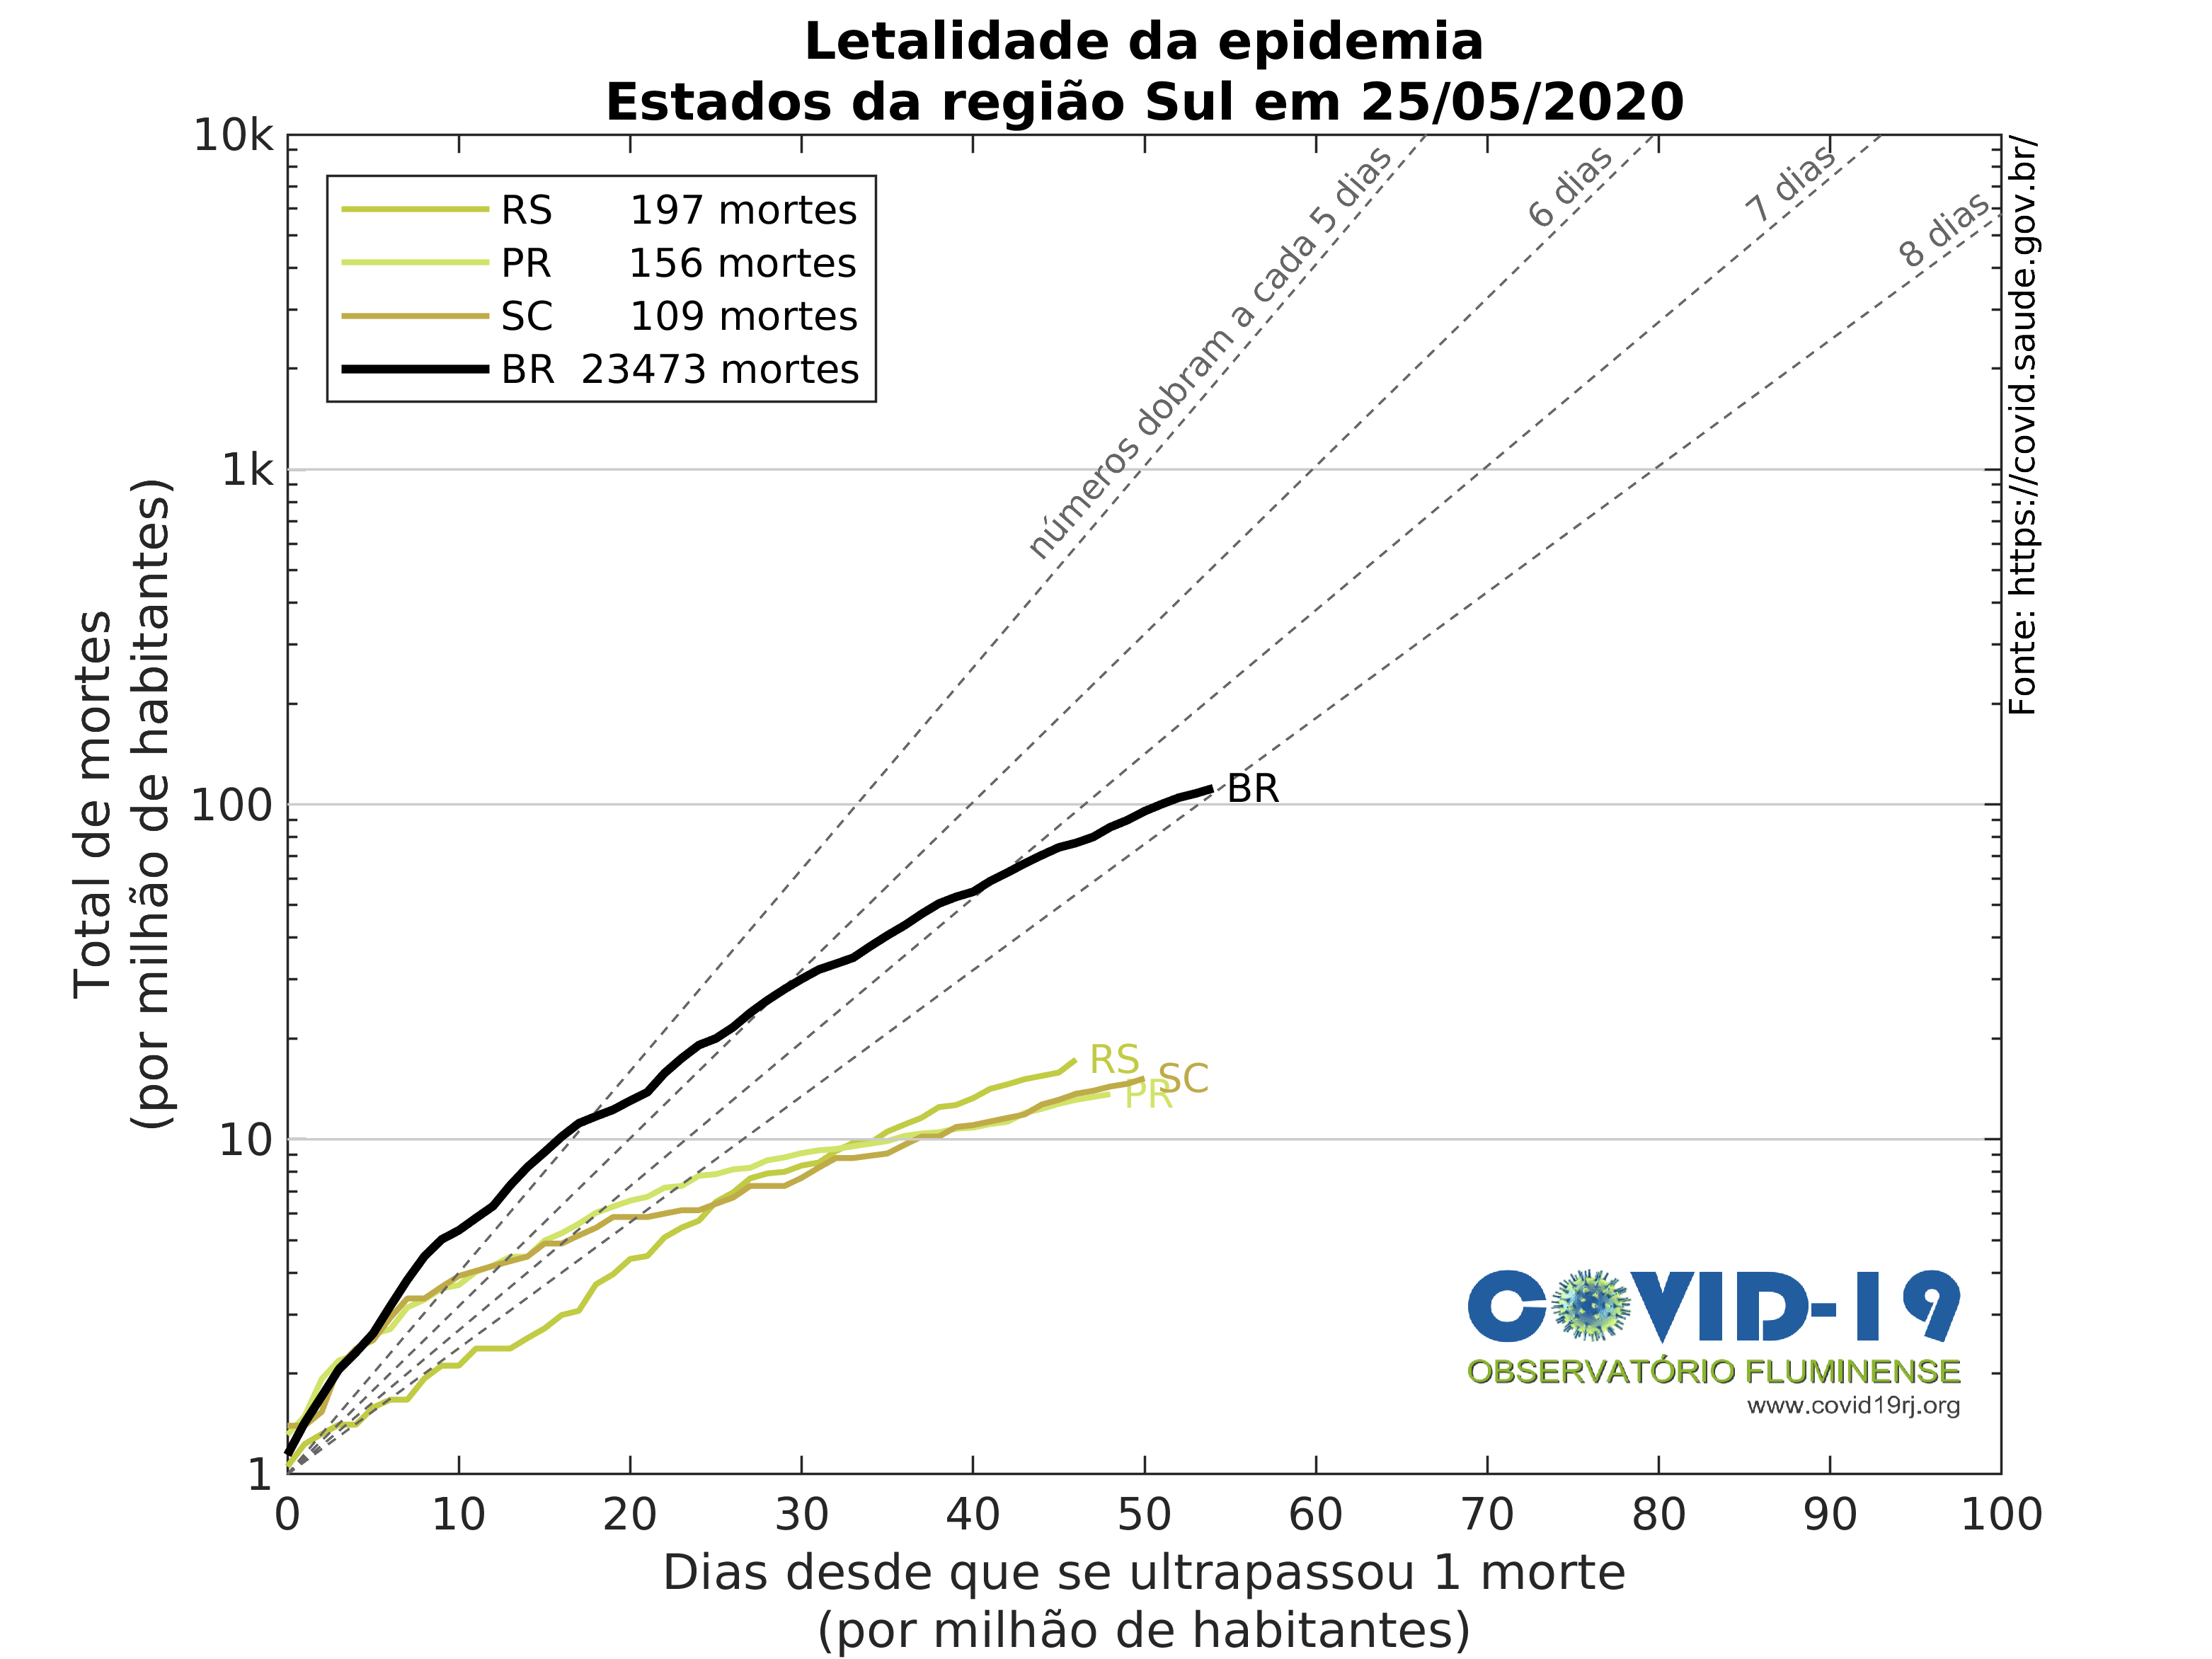 Letalidade da epidemia
Estados da região Sul em 25/05/2020
10k
1k
100
10
1
Total de mortes
(por milhão de habitantes)
RS 197 mortes
PR 156 mortes
SC 109 mortes
BR 23473 mortes
números dobram a cada 5 dias
6 dias
7 dias
8 dias
Fonte: https://covid.saude.gov.br/
BR
RS
SC
PR
COVID-19
OBSERVATÓRIO FLUMINENSE
www.covid19rj.org
0 10 20 30 40 50 60 70 80 90 100
Dias desde que se ultrapassou 1 morte
(por milhão de habitantes)